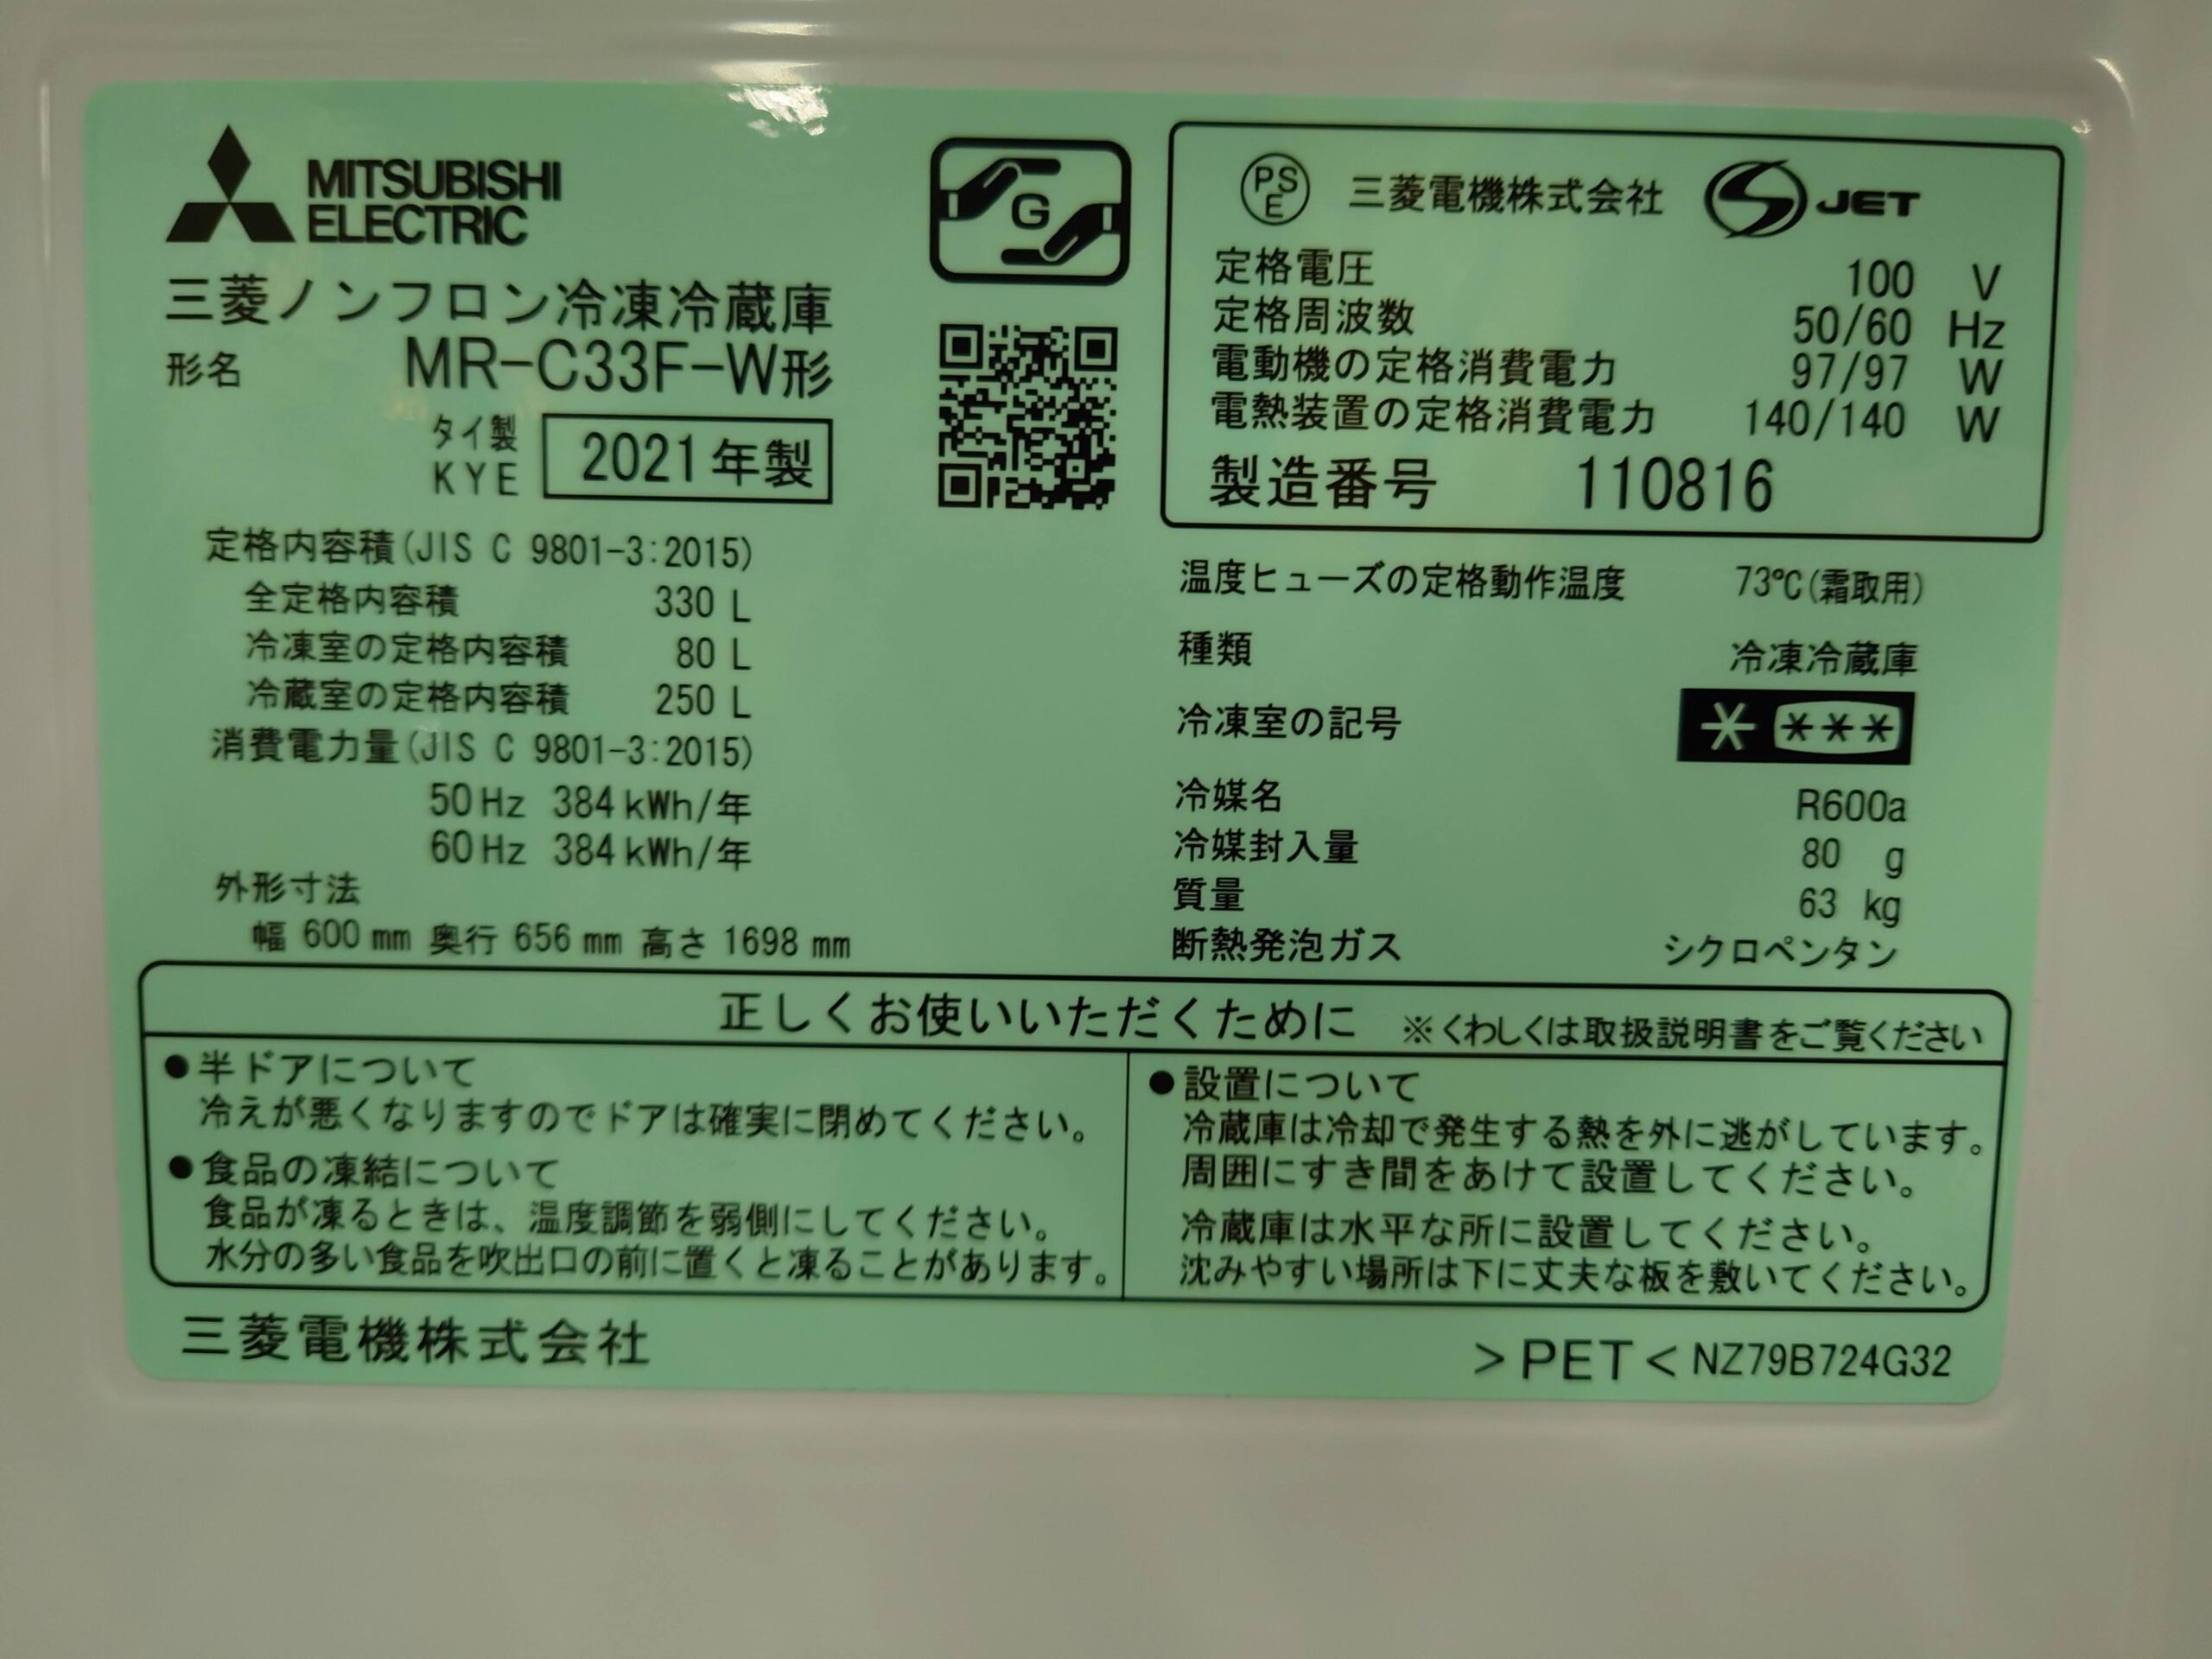 MITSUBISHI
ELECTRIC
三菱ノンフロン冷凍冷蔵庫
形名 MR-C33F-W形
タイ製
KYE 2021年製
定格内容積(JIS C 9801-3:2015)
全定格内容積 330 L
冷凍室の定格内容積 80 L
冷蔵室の定格内容積 250 L
消費電力量(JIS C 9801-3:2015)
50Hz 384kWh/年
60Hz 384kWh/年
外形寸法
幅 600mm 奥行 656mm 高さ 1698mm
G
PS
E 三菱電機株式会社 S JET
定格電圧 100 V
定格周波数 50/60 Hz
電動機の定格消費電力 97/97 W
電熱装置の定格消費電力 140/140 W
製造番号 110816
温度ヒューズの定格動作温度 73℃(霜取用)
種類 冷凍冷蔵庫
冷凍室の記号 * ***
冷媒名 R600a
冷媒封入量 80 g
質量 63 kg
断熱発泡ガス シクロペンタン
正しくお使いいただくために ※くわしくは取扱説明書をご覧ください
●半ドアについて
冷えが悪くなりますのでドアは確実に閉めてください。
●食品の凍結について
食品が凍るときは、温度調節を弱側にしてください。
水分の多い食品を吹出口の前に置くと凍ることがあります。
●設置について
冷蔵庫は冷却で発生する熱を外に逃がしています。
周囲にすき間をあけて設置してください。
冷蔵庫は水平な所に設置してください。
沈みやすい場所は下に丈夫な板を敷いてください。
三菱電機株式会社
>PET< NZ79B724G32